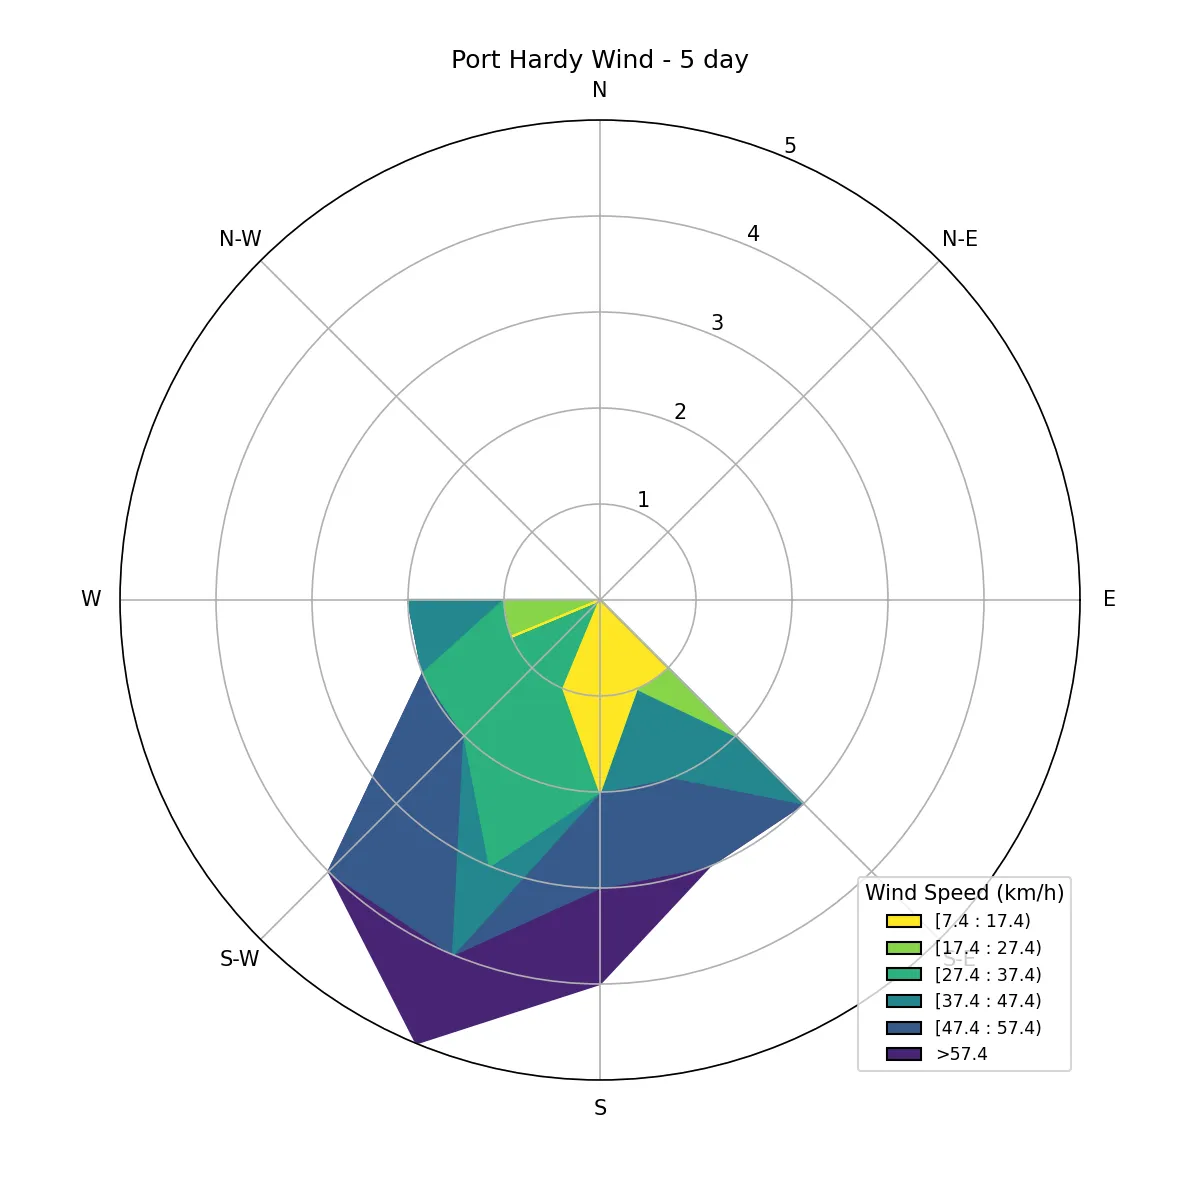 Port Hardy Wind - 5 day
N
5
N-W
4
N-E
3
2
1
W
E
Wind Speed (km/h)
[7.4 : 17.4)
[17.4 : 27.4)
S-W
S-E
[27.4 : 37.4)
[37.4 : 47.4)
[47.4 : 57.4)
>57.4
S